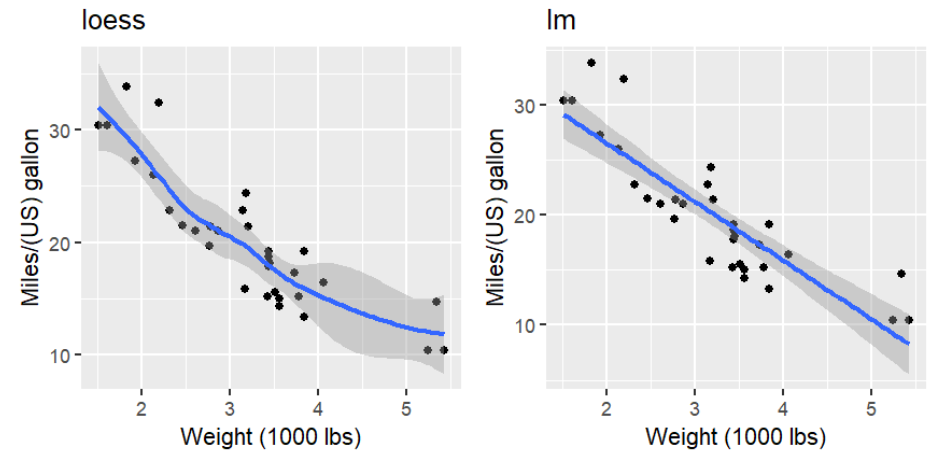 loess
30
20
10
Miles/(US) gallon
2 3 4 5
Weight (1000 lbs)
lm
30
20
10
Miles/(US) gallon
2 3 4 5
Weight (1000 lbs)